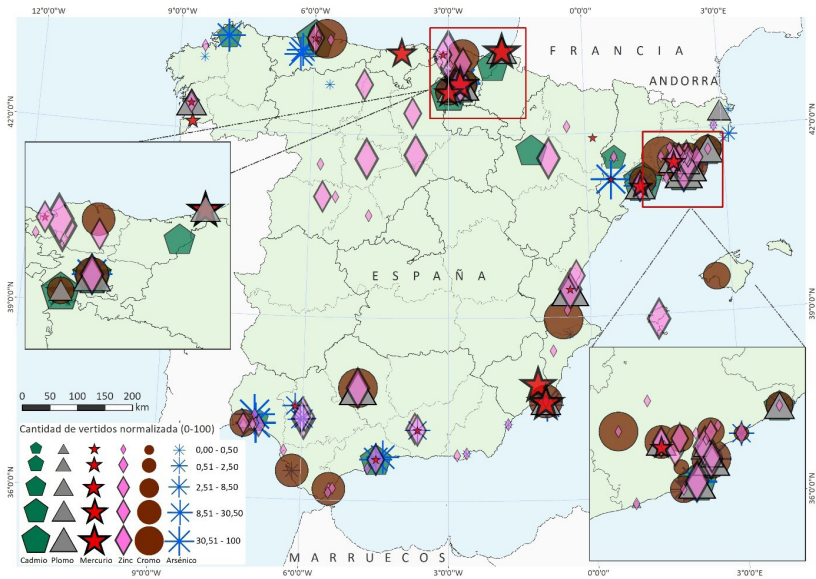 12°0'0"W 9°0'0"W 6°0'0"W 3°0'0"W 0°0'0" 3°0'0"E
FRANCIA
ANDORRA
42°0'0"N 42°0'0"N
ESPAÑA
39°0'0"N 39°0'0"N
0 50 100 150 200
km
Cantidad de vertidos normalizada (0-100)
0,00 - 0,50
0,51 - 2,50
2,51 - 8,50
8,51 - 30,50
30,51 - 100
Cadmio Plomo Mercurio Zinc Cromo Arsénico
36°0'0"N 36°0'0"N
MARRUECOS
9°0'0"W 6°0'0"W 3°0'0"W 0°0'0" 3°0'0"E